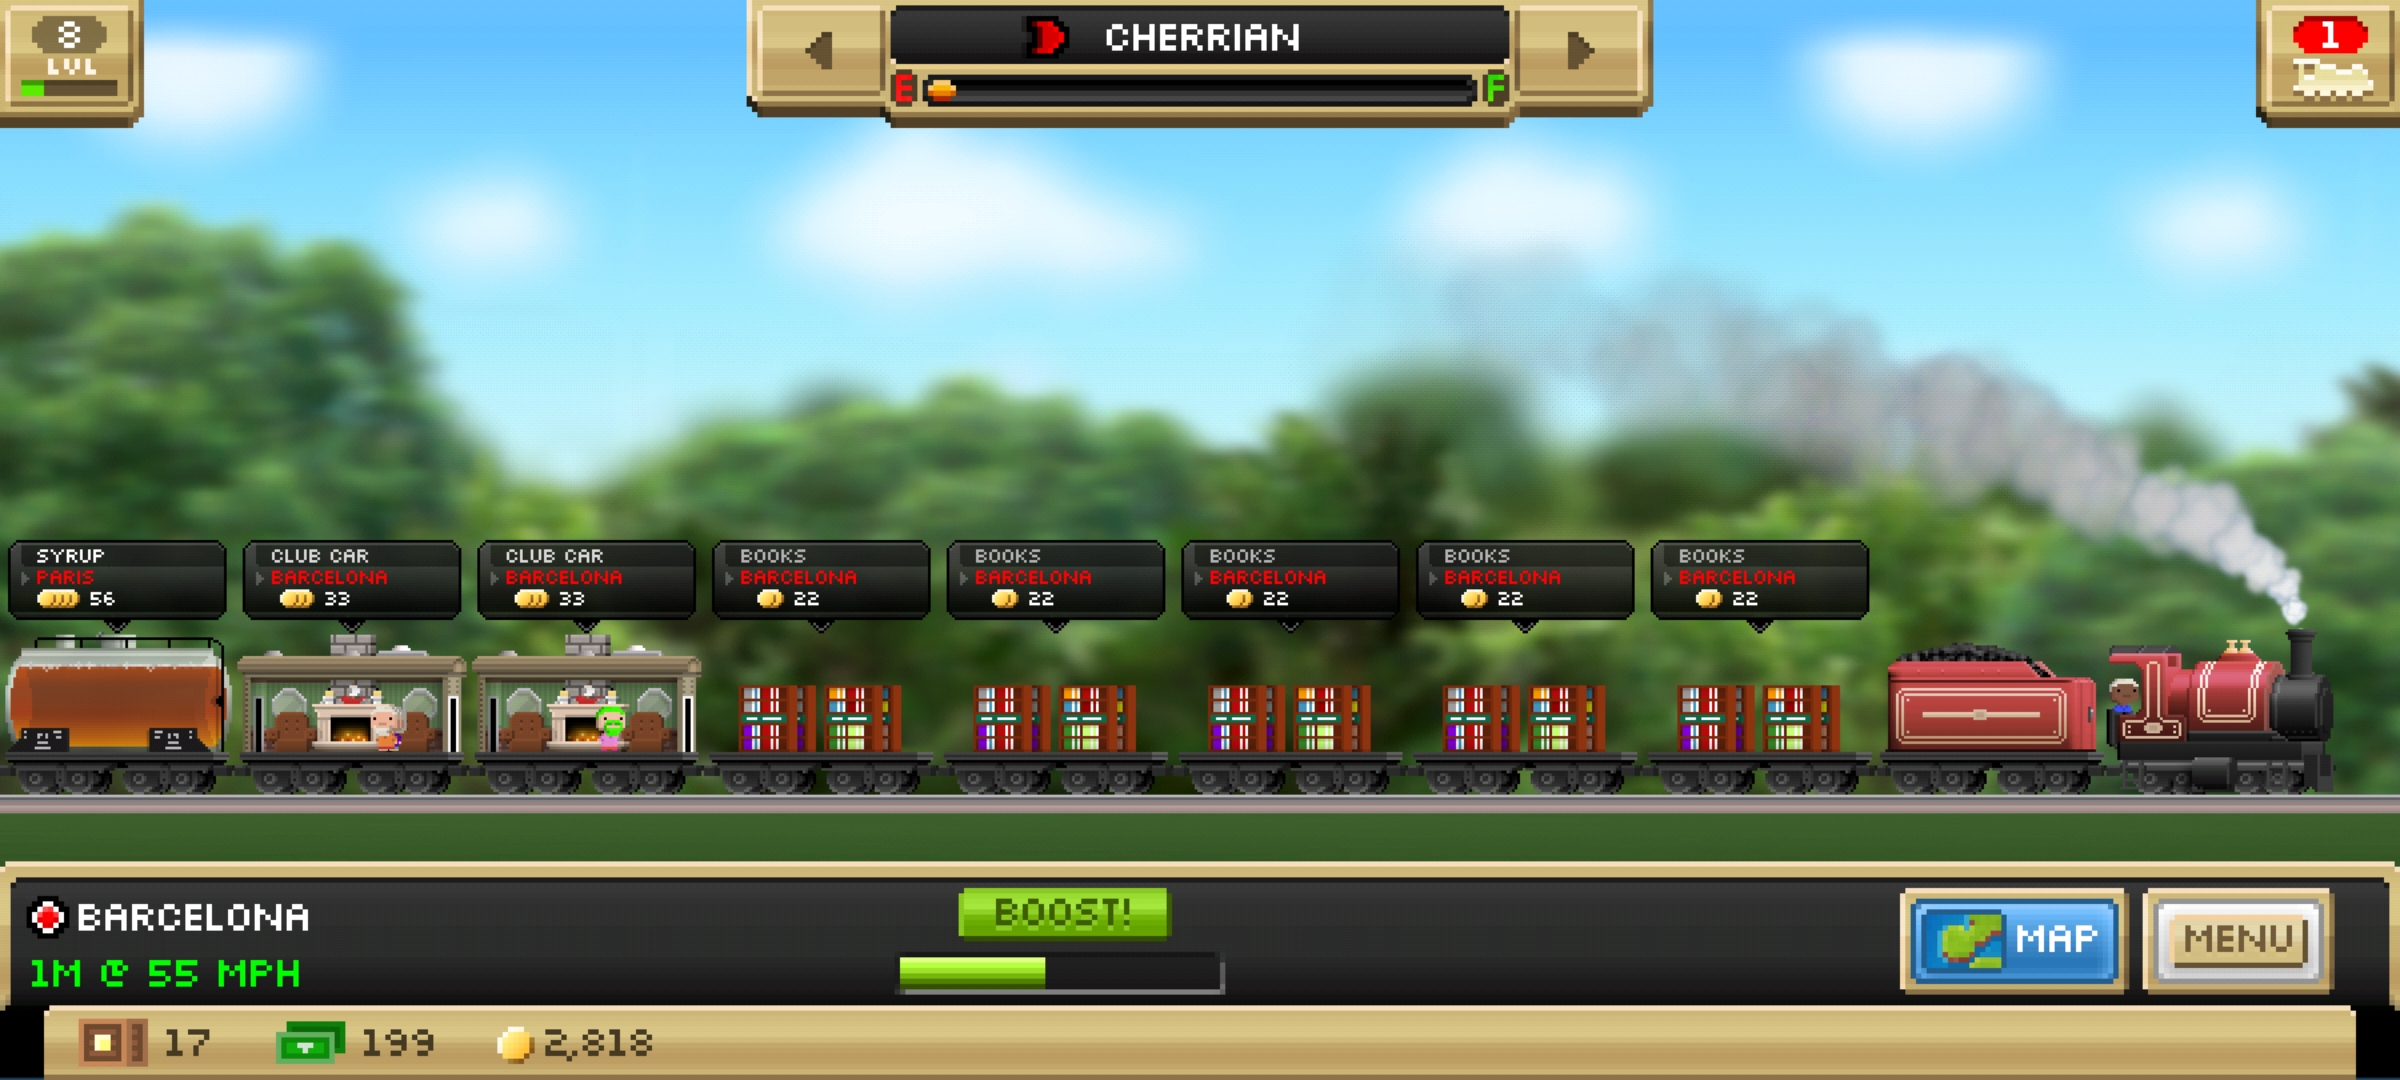 8
LVL
CHERRIAN
E F
1
SYRUP
PARIS
56
CLUB CAR
BARCELONA
33
CLUB CAR
BARCELONA
33
BOOKS
BARCELONA
22
BOOKS
BARCELONA
22
BOOKS
BARCELONA
22
BOOKS
BARCELONA
22
BOOKS
BARCELONA
22
BARCELONA
1M @ 55 MPH
BOOST!
MAP
MENU
17 199 2,818